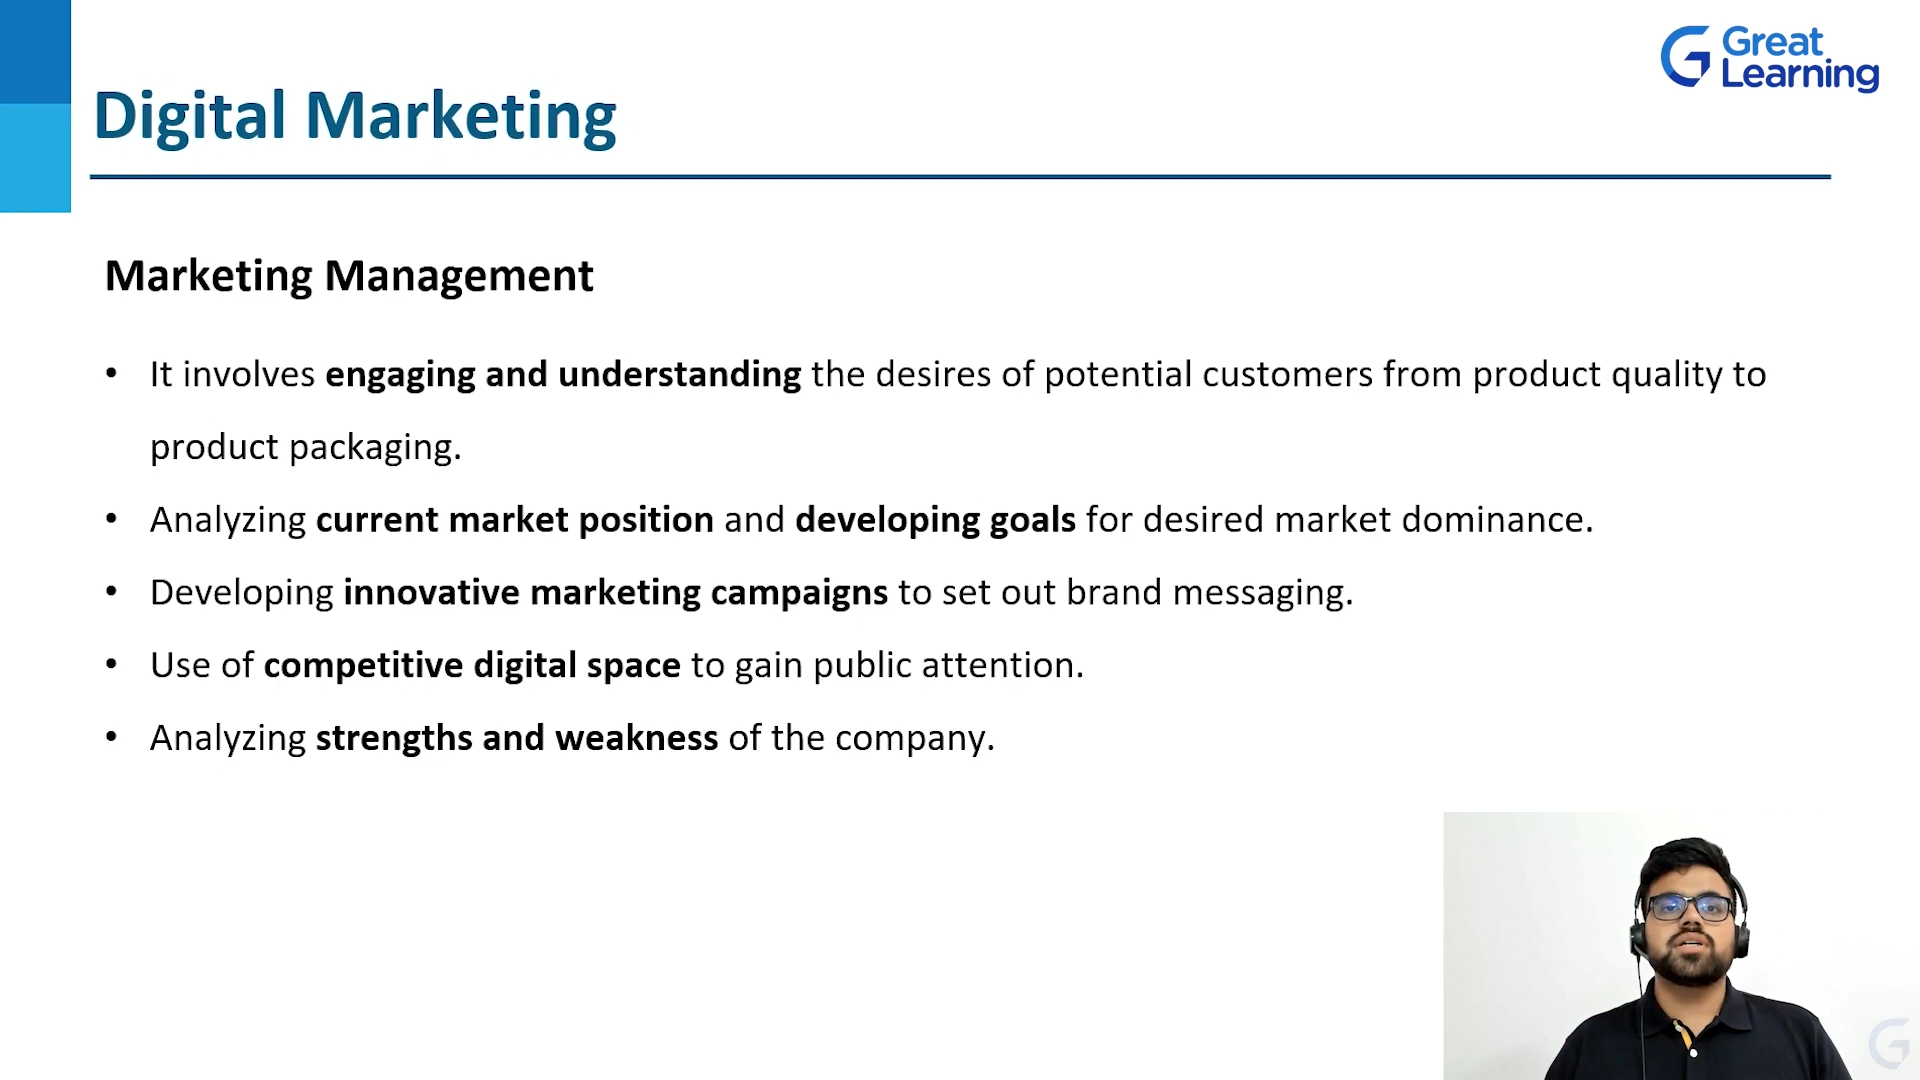 Great
Learning
Digital Marketing
Marketing Management
• It involves engaging and understanding the desires of potential customers from product quality to
product packaging.
• Analyzing current market position and developing goals for desired market dominance.
• Developing innovative marketing campaigns to set out brand messaging.
• Use of competitive digital space to gain public attention.
• Analyzing strengths and weakness of the company.